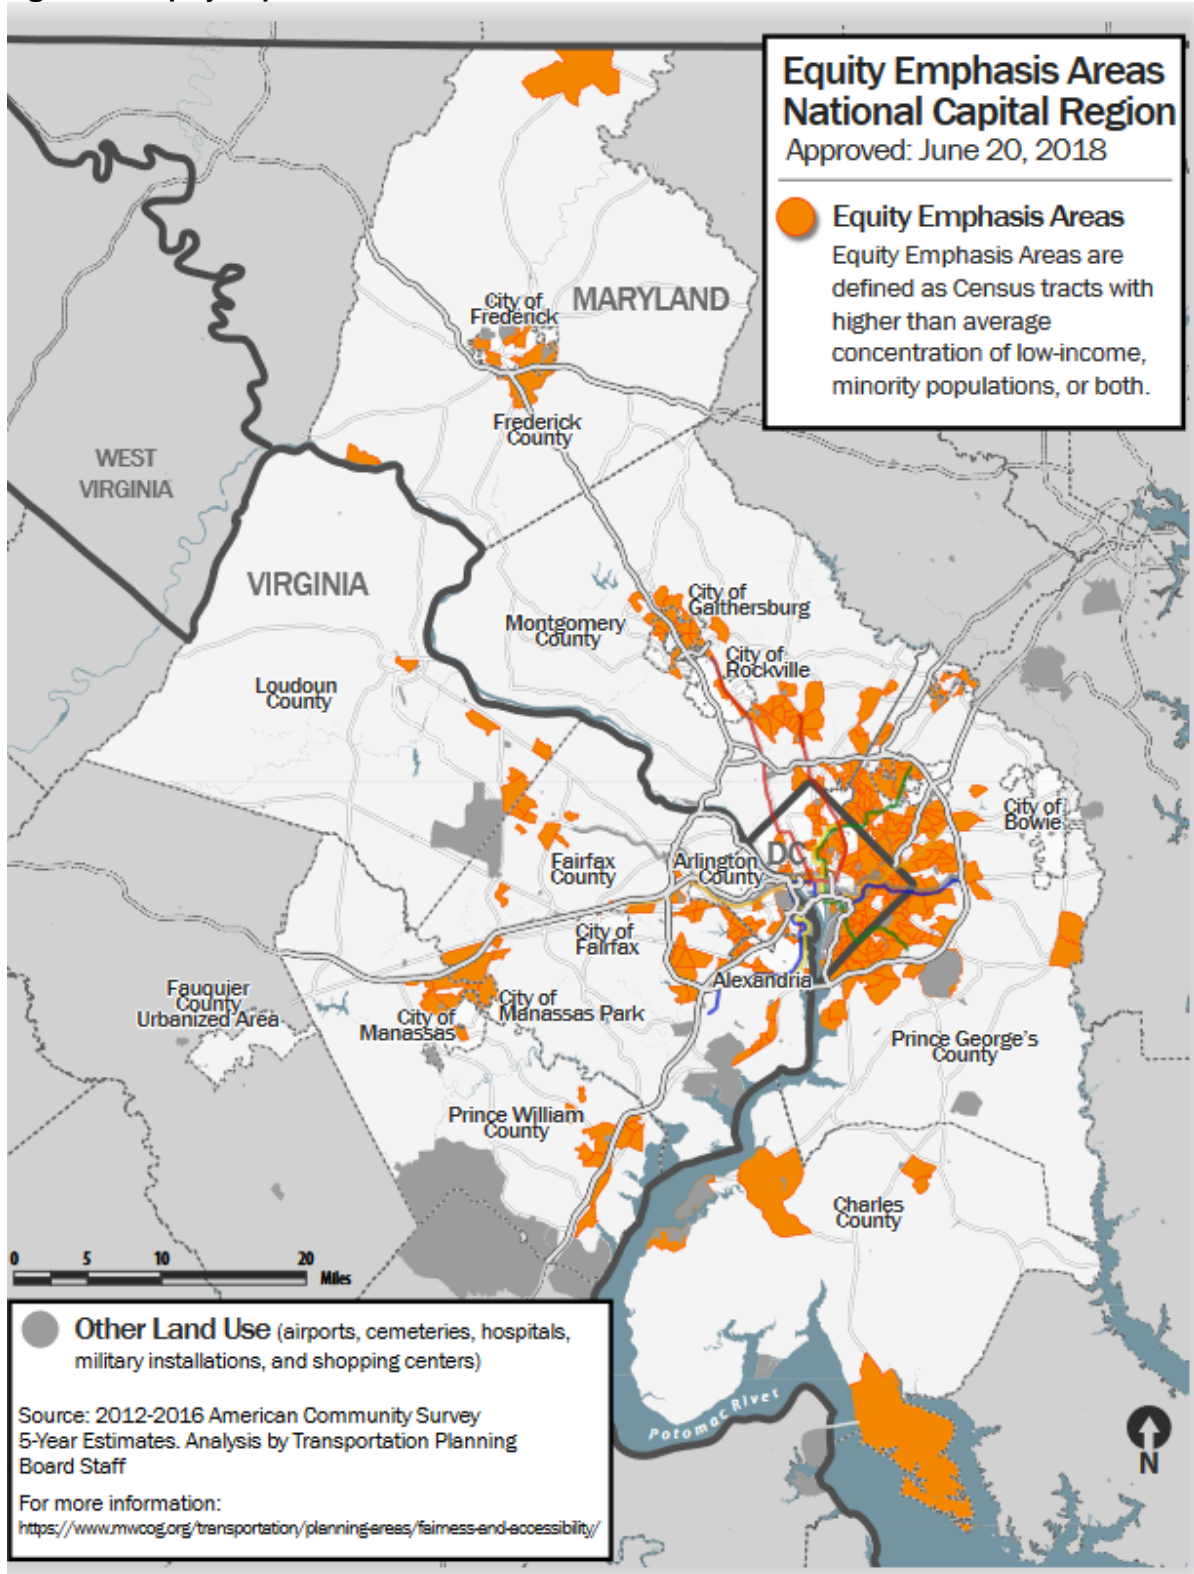 Equity Emphasis Areas
National Capital Region
Approved: June 20, 2018
Equity Emphasis Areas
Equity Emphasis Areas are
defined as Census tracts with
higher than average
concentration of low-income,
minority populations, or both.
City of
Frederick
MARYLAND
Frederick
County
WEST
VIRGINIA
VIRGINIA
City of
Gaithersburg
Montgomery
County
City of
Rockville
Loudoun
County
City of
Bowie
Fairfax
County
Arlington
County
DC
City of
Fairfax
Alexandria
Fauquier
County
Urbanized Area
City of
Manassas Park
City of
Manassas
Prince George's
County
Prince William
County
Charles
County
0 5 10 20
Miles
Potomac River
N
Other Land Use (airports, cemeteries, hospitals,
military installations, and shopping centers)
Source: 2012-2016 American Community Survey
5-Year Estimates. Analysis by Transportation Planning
Board Staff
For more information:
https://www.mwcog.org/transportation/planning-areas/fairness-and-accessibility/